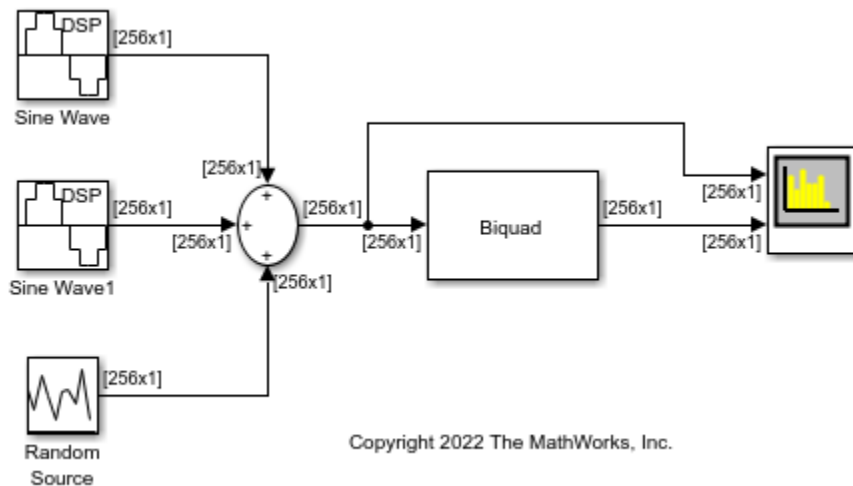 DSP
[256x1]
Sine Wave
[256x1]
+
DSP
[256x1]
Sine Wave1
[256x1]
+
+
[256x1]
[256x1]
[256x1]
Biquad
[256x1]
[256x1]
[256x1]
[256x1]
Random
Source
Copyright 2022 The MathWorks, Inc.